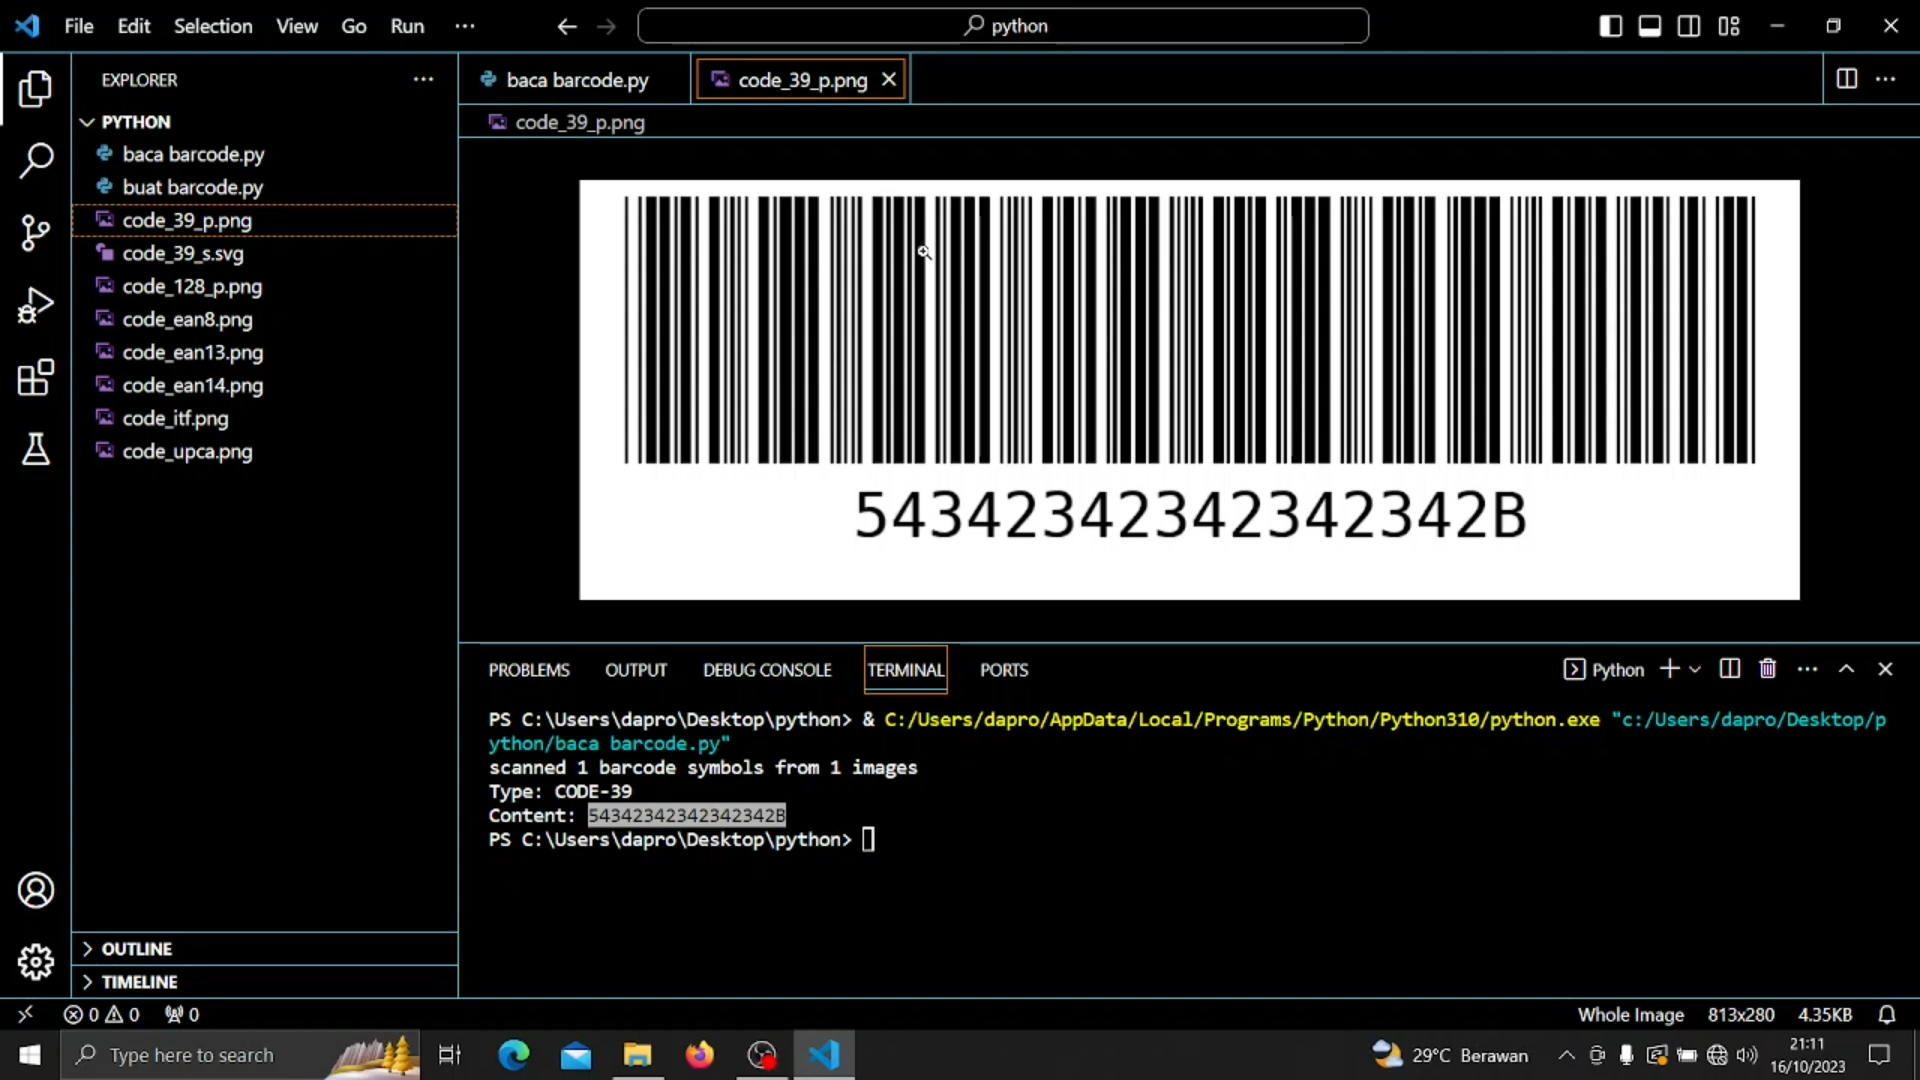 File Edit Selection View Go Run ···
python
EXPLORER ···
PYTHON
baca barcode.py
buat barcode.py
code_39_p.png
code_39_s.svg
code_128_p.png
code_ean8.png
code_ean13.png
code_ean14.png
code_itf.png
code_upca.png
OUTLINE
TIMELINE
baca barcode.py code_39_p.png
code_39_p.png
54342342342342342B
PROBLEMS OUTPUT DEBUG CONSOLE TERMINAL PORTS
Python
PS C:\Users\dapro\Desktop\python> & C:/Users/dapro/AppData/Local/Programs/Python/Python310/python.exe "c:/Users/dapro/Desktop/p
ython/baca barcode.py"
scanned 1 barcode symbols from 1 images
Type: CODE-39
Content: 54342342342342342B
PS C:\Users\dapro\Desktop\python>
0 0 0
Whole Image 813x280 4.35KB
Type here to search
29°C Berawan
21:11
16/10/2023